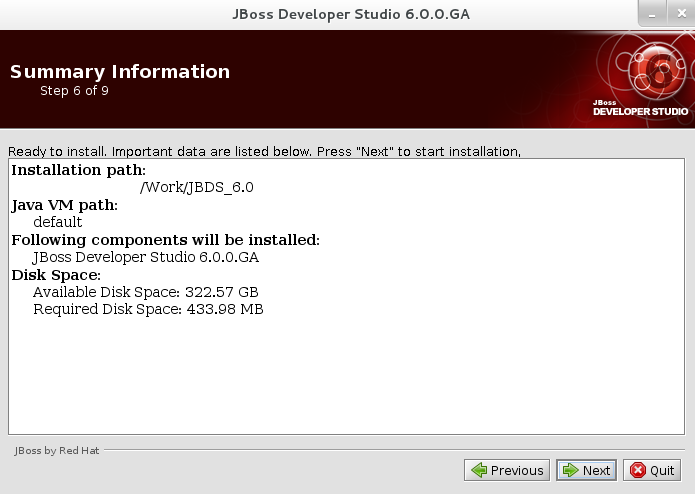 JBoss Developer Studio 6.0.0.GA
Summary Information
Step 6 of 9
6
JBoss
DEVELOPER STUDIO
Ready to install. Important data are listed below. Press "Next" to start installation,
Installation path:
/Work/JBDS_6.0
Java VM path:
default
Following components will be installed:
JBoss Developer Studio 6.0.0.GA
Disk Space:
Available Disk Space: 322.57 GB
Required Disk Space: 433.98 MB
JBoss by Red Hat
Previous Next Quit